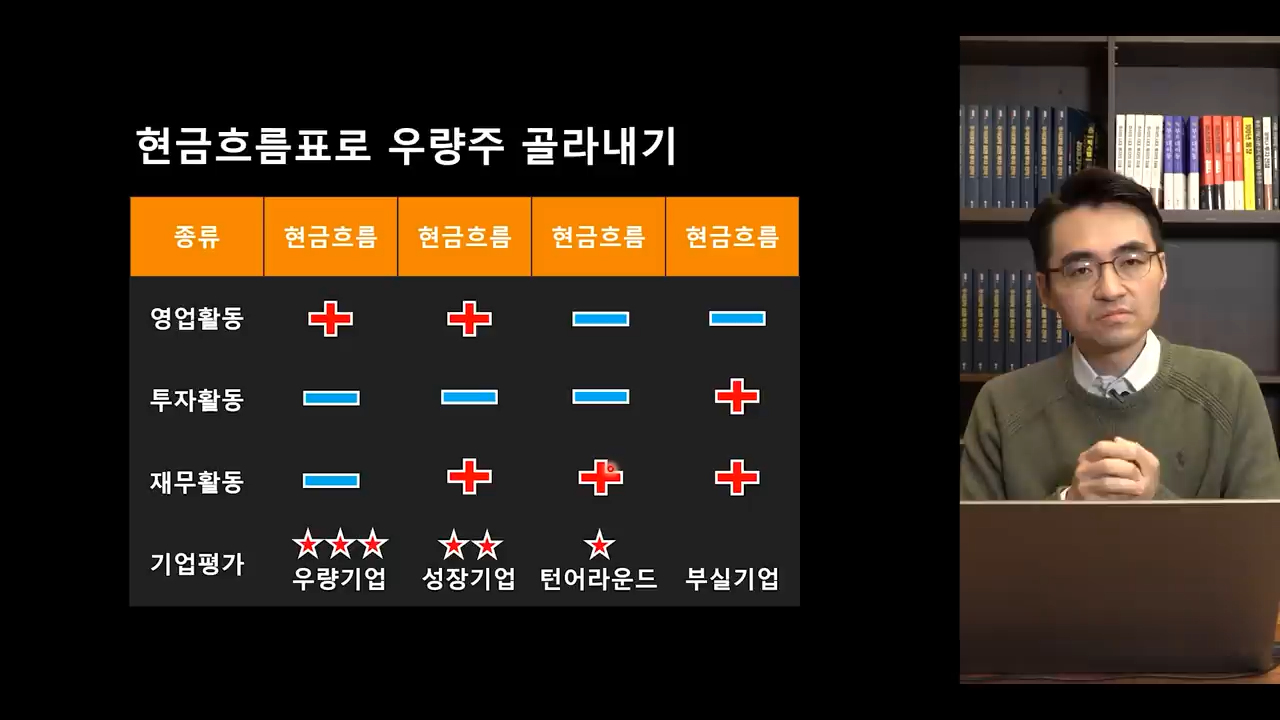 현금흐름표로 우량주 골라내기
종류 현금흐름 현금흐름 현금흐름 현금흐름
영업활동
투자활동
재무활동
기업평가
우량기업 성장기업 턴어라운드 부실기업